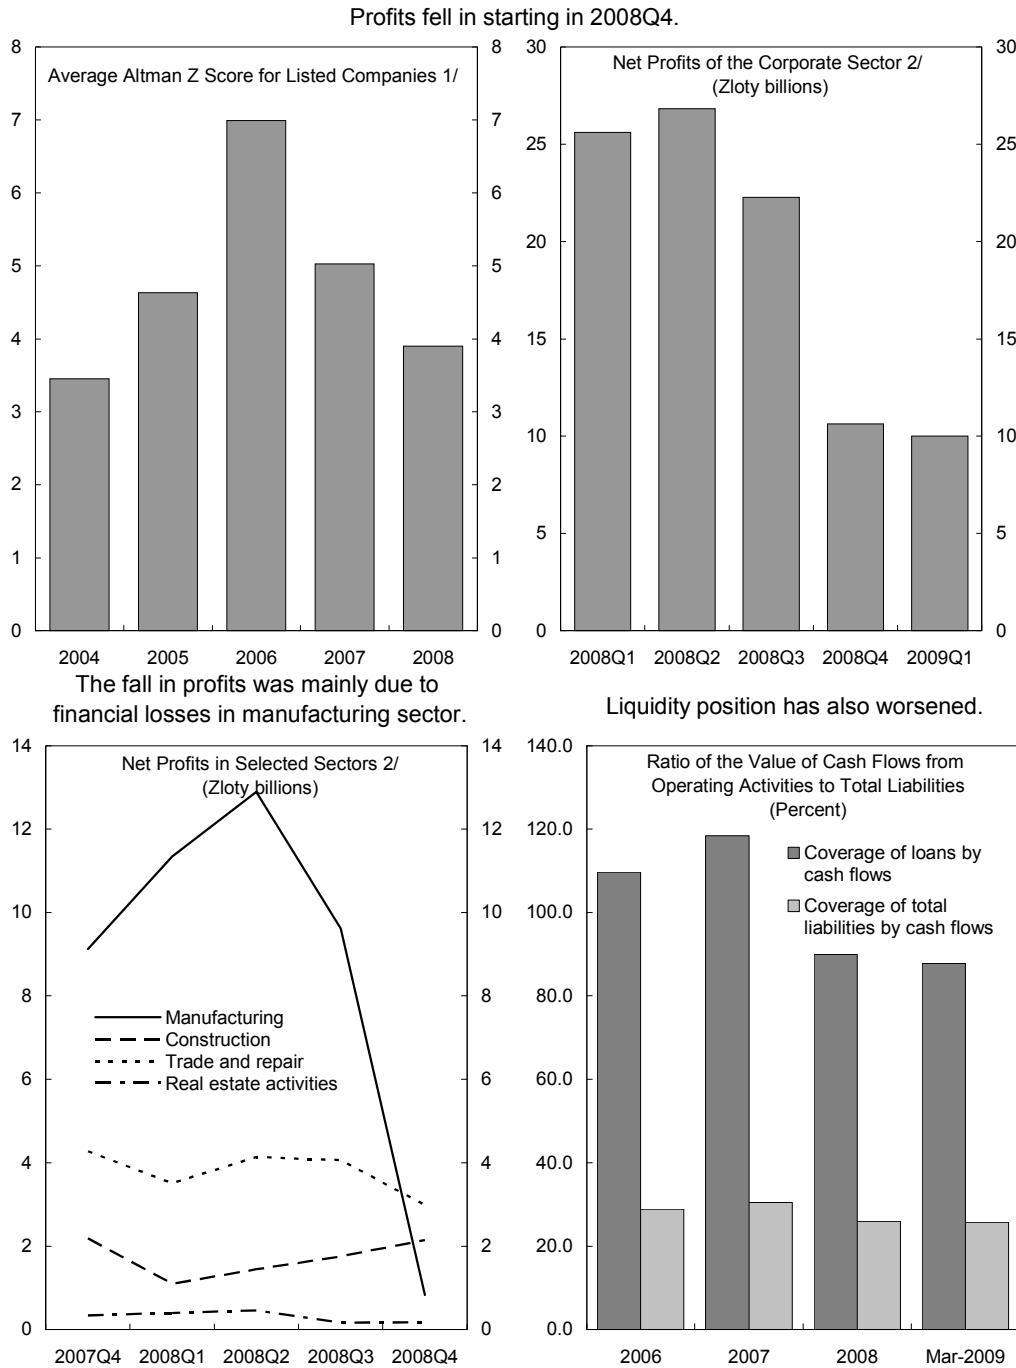 Profits fell in starting in 2008Q4.
Average Altman Z Score for Listed Companies 1/
8
7
6
5
4
3
2
1
0
8
7
6
5
4
3
2
1
0
2004 2005 2006 2007 2008
Net Profits of the Corporate Sector 2/
(Zloty billions)
30
25
20
15
10
5
0
30
25
20
15
10
5
0
2008Q1 2008Q2 2008Q3 2008Q4 2009Q1
The fall in profits was mainly due to
financial losses in manufacturing sector.
Net Profits in Selected Sectors 2/
(Zloty billions)
14
12
10
8
6
4
2
0
14
12
10
8
6
4
2
0
Manufacturing
Construction
Trade and repair
Real estate activities
2007Q4 2008Q1 2008Q2 2008Q3 2008Q4
Liquidity position has also worsened.
Ratio of the Value of Cash Flows from
Operating Activities to Total Liabilities
(Percent)
140.0
120.0
100.0
80.0
60.0
40.0
20.0
0.0
Coverage of loans by
cash flows
Coverage of total
liabilities by cash flows
2006 2007 2008 Mar-2009